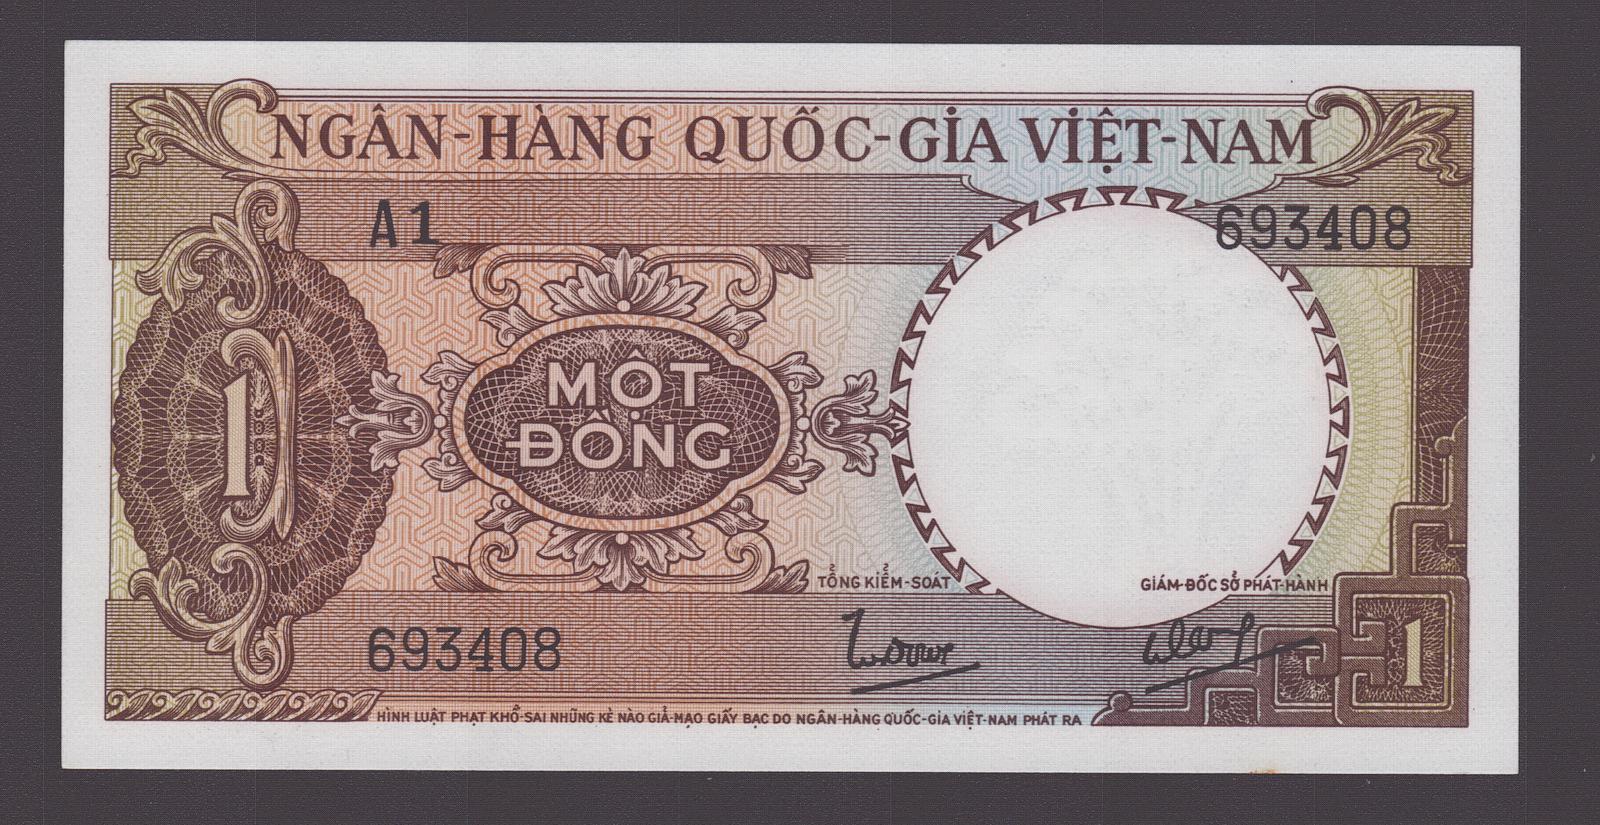 NGÂN-HÀNG QUỐC-GIA VIỆT-NAM
A1
693408
1
MỘT
ĐỒNG
TỔNG KIỂM-SOÁT
GIÁM-ĐỐC SỞ PHÁT-HÀNH
693408
1
HÌNH LUẬT PHẠT KHỔ-SAI NHỮNG KẺ NÀO GIẢ-MẠO GIẤY BẠC DO NGÂN-HÀNG QUỐC-GIA VIỆT-NAM PHÁT RA